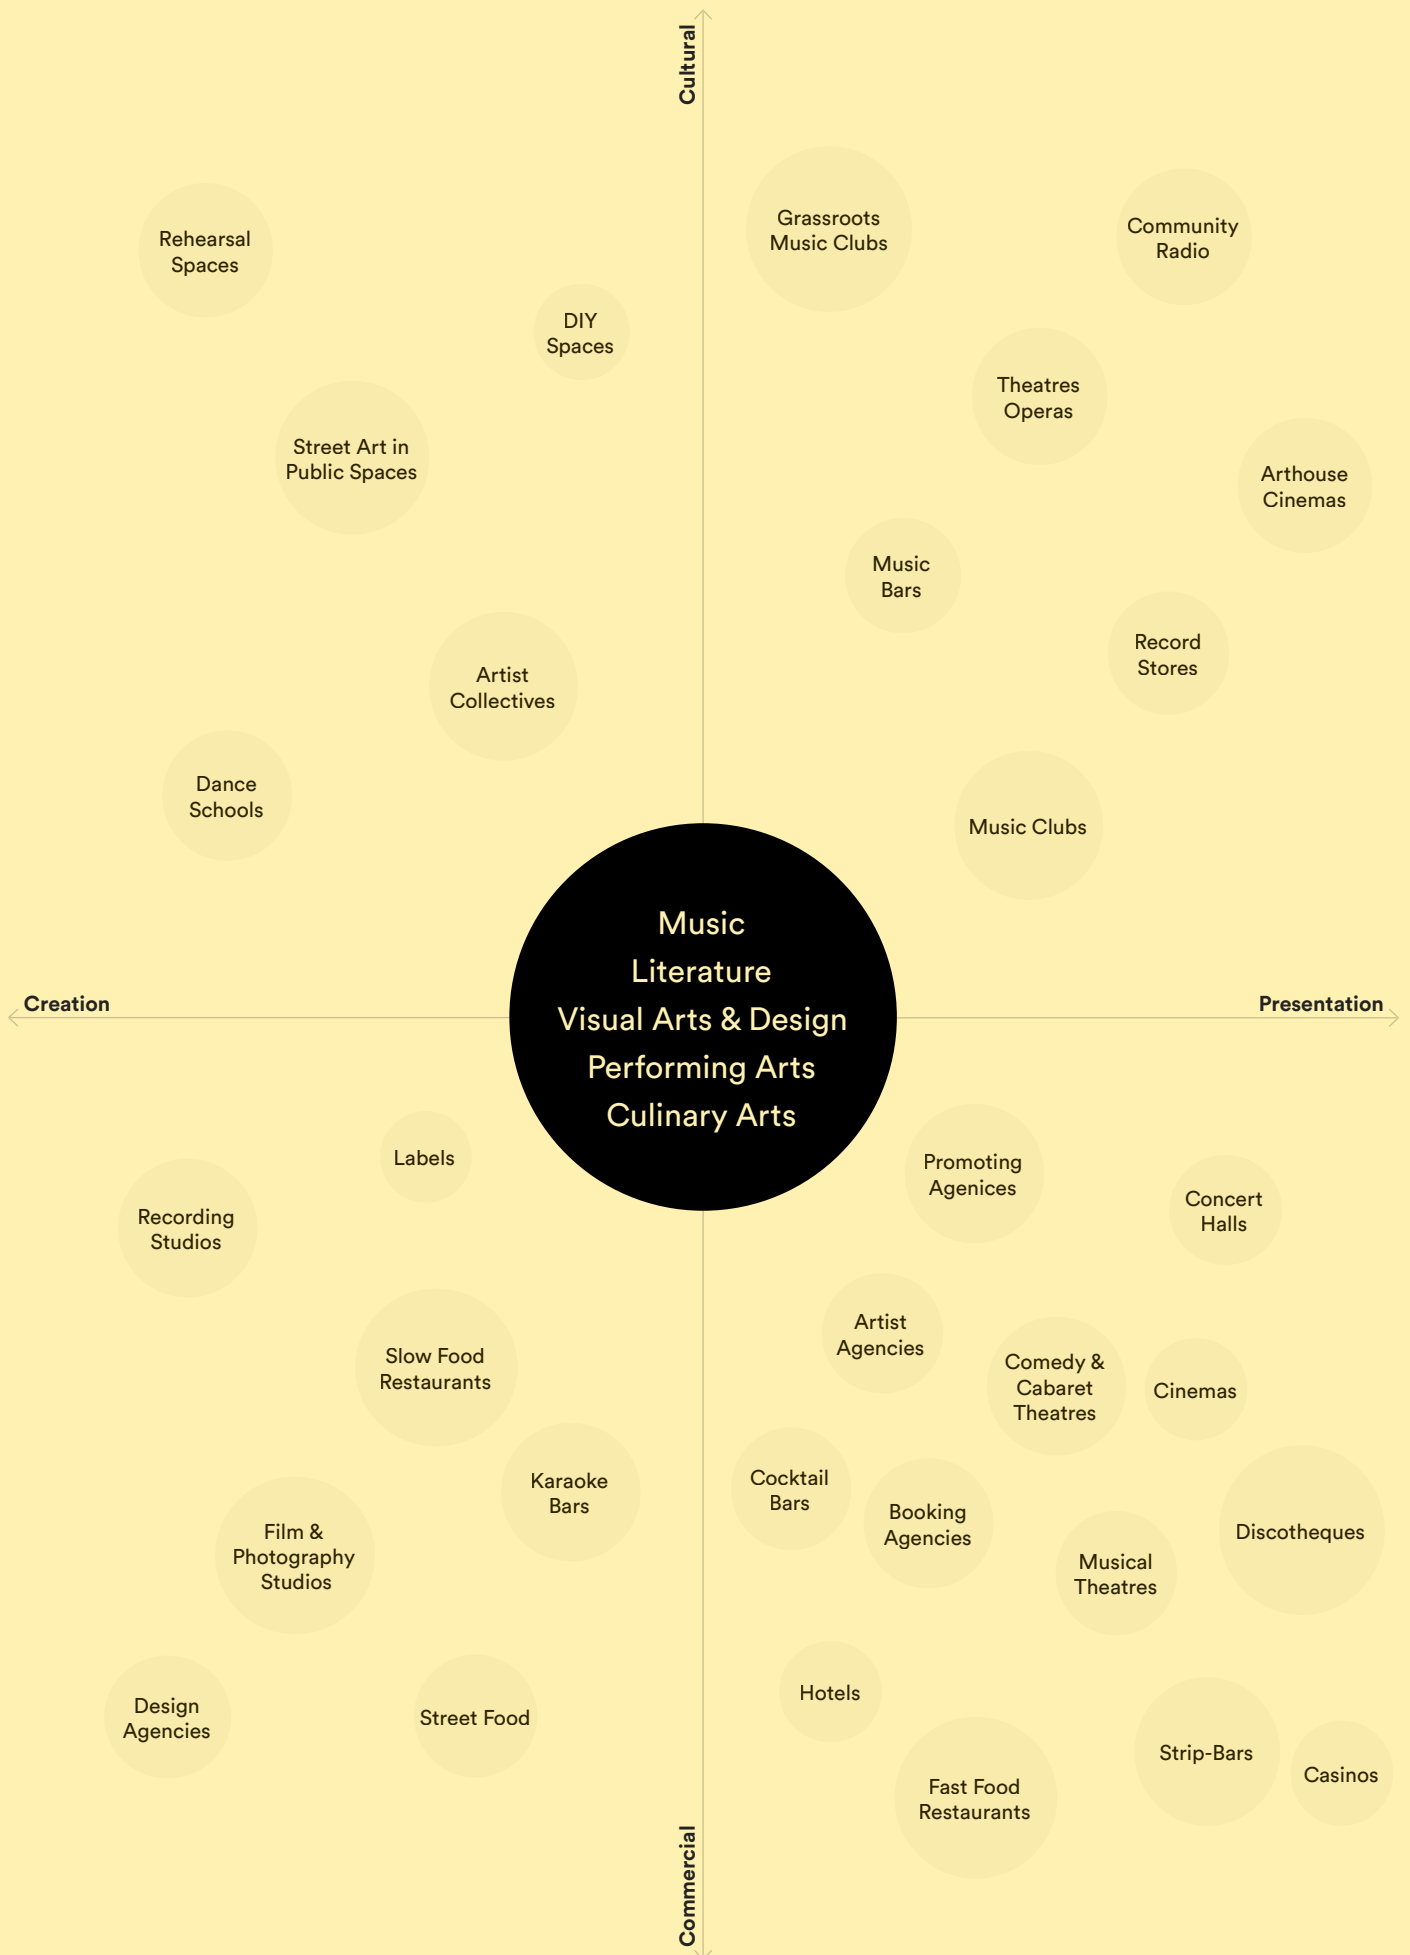 Cultural
Grassroots
Music Clubs
Community
Radio
Rehearsal
Spaces
DIY
Spaces
Theatres
Operas
Street Art in
Public Spaces
Arthouse
Cinemas
Music
Bars
Record
Stores
Artist
Collectives
Dance
Schools
Music Clubs
Music
Literature
Visual Arts & Design
Performing Arts
Culinary Arts
Creation
Presentation
Labels
Recording
Studios
Promoting
Agenices
Concert
Halls
Artist
Agencies
Slow Food
Restaurants
Comedy &
Cabaret
Theatres
Cinemas
Karaoke
Bars
Cocktail
Bars
Booking
Agencies
Discotheques
Film &
Photography
Studios
Musical
Theatres
Design
Agencies
Street Food
Hotels
Strip-Bars
Casinos
Fast Food
Restaurants
Commercial